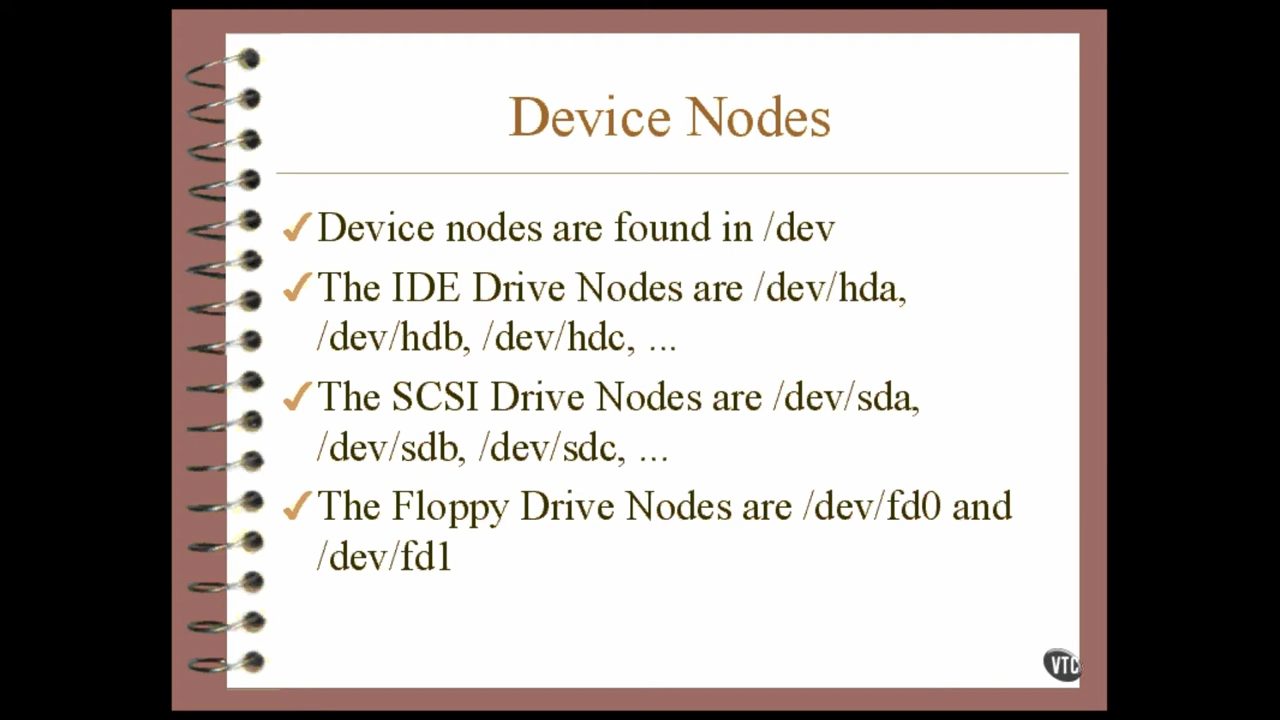 Device Nodes
Device nodes are found in /dev
The IDE Drive Nodes are /dev/hda,
/dev/hdb, /dev/hdc, ...
The SCSI Drive Nodes are /dev/sda,
/dev/sdb, /dev/sdc, ...
The Floppy Drive Nodes are /dev/fd0 and
/dev/fd1
VTC